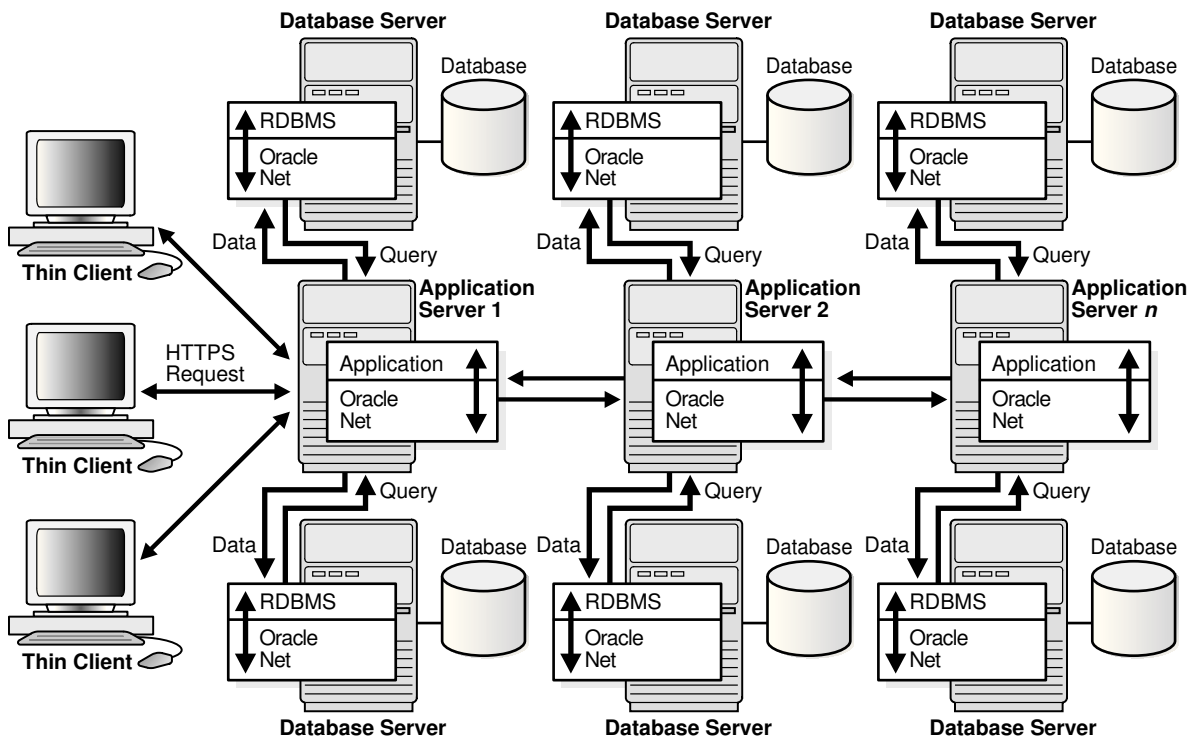 Database Server
Database Server
Database Server
Database
Database
Database
RDBMS
Oracle
Net
RDBMS
Oracle
Net
RDBMS
Oracle
Net
Thin Client
Data
Query
Data
Query
Data
Query
Application
Server 1
Application
Server 2
Application
Server n
HTTPS
Request
Application
Oracle
Net
Application
Oracle
Net
Application
Oracle
Net
Thin Client
Query
Query
Query
Data
Data
Data
Database
Database
Database
RDBMS
Oracle
Net
RDBMS
Oracle
Net
RDBMS
Oracle
Net
Thin Client
Database Server
Database Server
Database Server